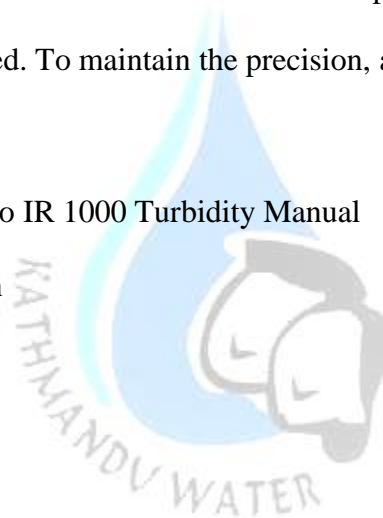 ed. To maintain the precision, a
o IR 1000 Turbidity Manual
KATHMANDU WATER